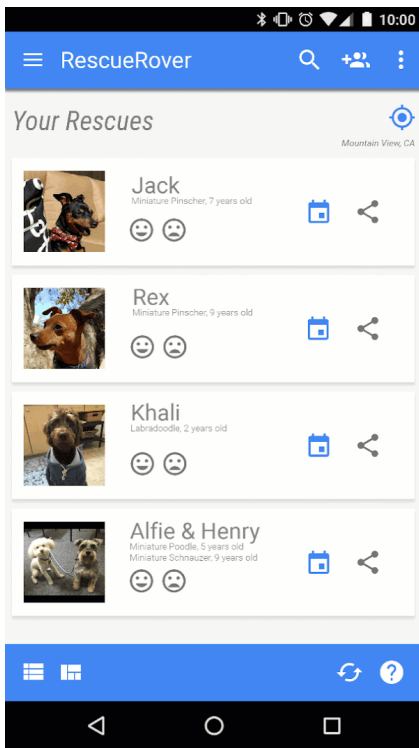 10:00
RescueRover
Your Rescues
Mountain View, CA
Jack
Miniature Pinscher, 7 years old
Rex
Miniature Pinscher, 9 years old
Khali
Labradoodle, 2 years old
Alfie & Henry
Miniature Poodle, 5 years old
Miniature Schnauzer, 9 years old